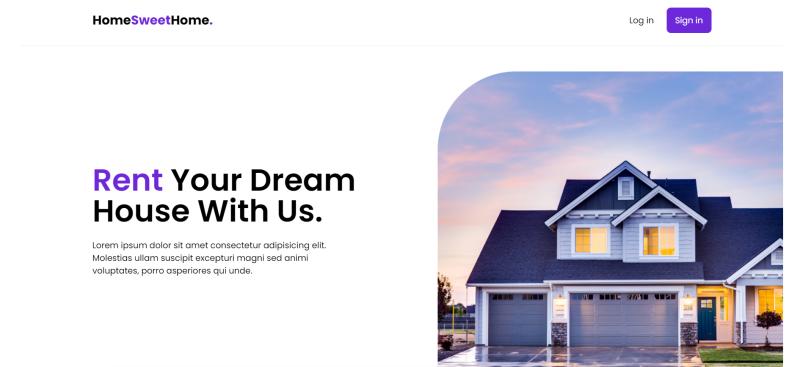 HomeSweetHome.
Log in
Sign in
Rent Your Dream
House With Us.
Lorem ipsum dolor sit amet consectetur adipisicing elit.
Molestias ullam suscipit excepturi magni sed animi
voluptates, porro asperiores qui unde.